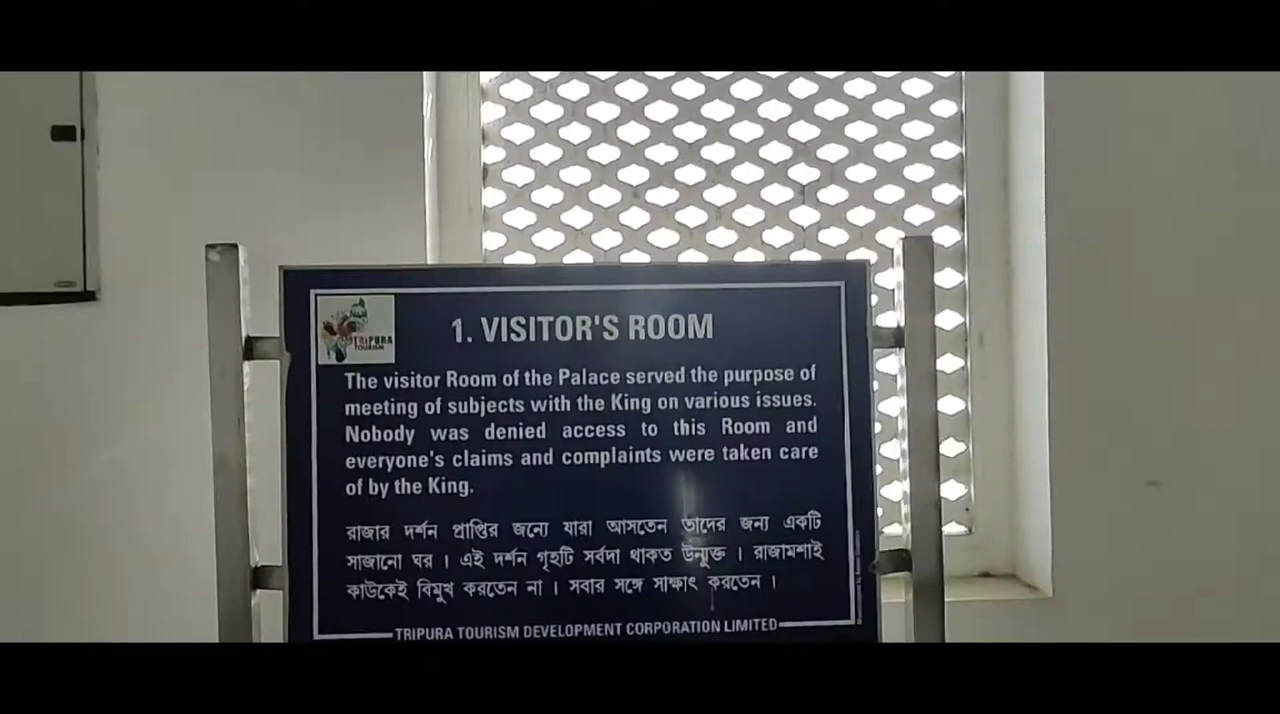 TRIPURA
TOURISM
1. VISITOR'S ROOM
The visitor Room of the Palace served the purpose of
meeting of subjects with the King on various issues.
Nobody was denied access to this Room and
everyone's claims and complaints were taken care
of by the King.
রাজার দর্শন প্রাপ্তির জন্যে যারা আসতেন তাদের জন্য একটি
সাজানো ঘর । এই দর্শন গৃহটি সর্বদা থাকত উন্মুক্ত । রাজামশাই
কাউকেই বিমুখ করতেন না । সবার সঙ্গে সাক্ষাৎ করতেন ।
TRIPURA TOURISM DEVELOPMENT CORPORATION LIMITED